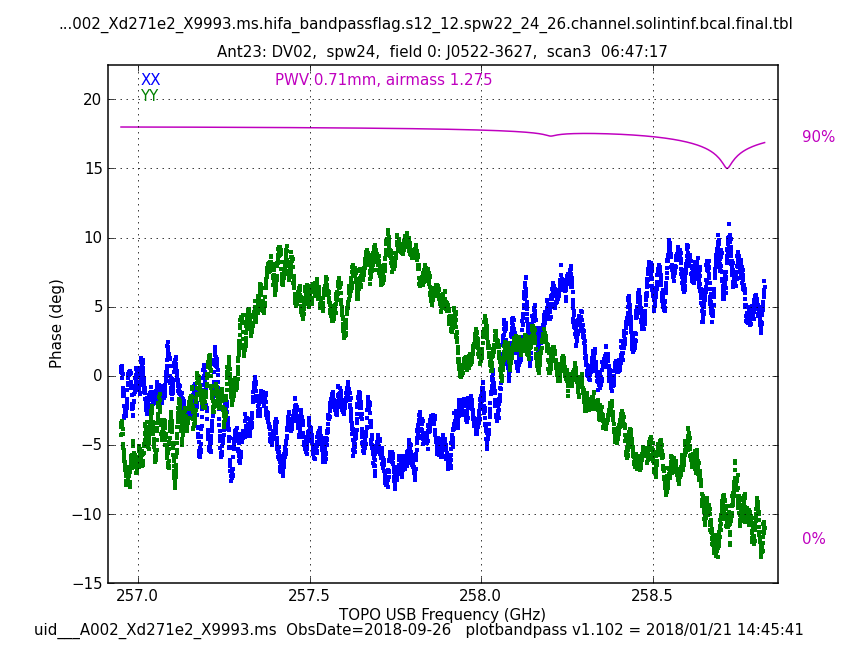 ...002_Xd271e2_X9993.ms.hifa_bandpassflag.s12_12.spw22_24_26.channel.solintinf.bcal.final.tbl
Ant23: DV02,  spw24,  field 0: J0522-3627,  scan3  06:47:17
XX
PWV 0.71mm, airmass 1.275
YY
20
15
10
5
0
−5
−10
−15
Phase (deg)
90%
0%
257.0
257.5
258.0
258.5
TOPO USB Frequency (GHz)
uid___A002_Xd271e2_X9993.ms  ObsDate=2018-09-26   plotbandpass v1.102 = 2018/01/21 14:45:41